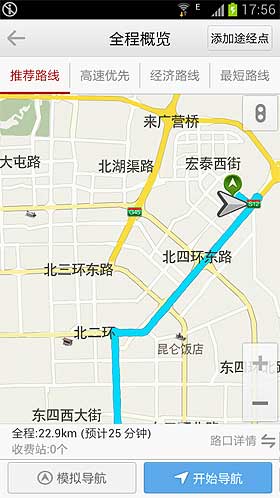 E 17:56
全程概览
添加途经点
推荐路线 高速优先 经济路线 最短路线
来广营桥
大屯路
北湖渠路
宏泰西街
G45
S12
北四环东路
北三环东路
北二环
昆仑饭店
东四
东四西大街
全程:22.9km (预计25 分钟)
收费站:0个
路口详情
模拟导航
开始导航